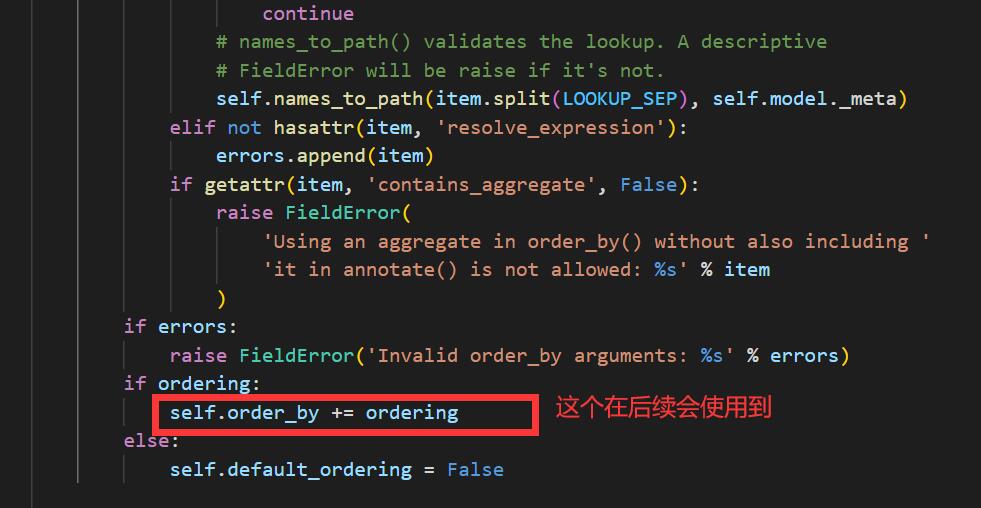 continue
# names_to_path() validates the lookup. A descriptive
# FieldError will be raise if it's not.
self.names_to_path(item.split(LOOKUP_SEP), self.model._meta)
elif not hasattr(item, 'resolve_expression'):
errors.append(item)
if getattr(item, 'contains_aggregate', False):
raise FieldError(
'Using an aggregate in order_by() without also including '
'it in annotate() is not allowed: %s' % item
)
if errors:
raise FieldError('Invalid order_by arguments: %s' % errors)
if ordering:
self.order_by += ordering 这个在后续会使用到
else:
self.default_ordering = False